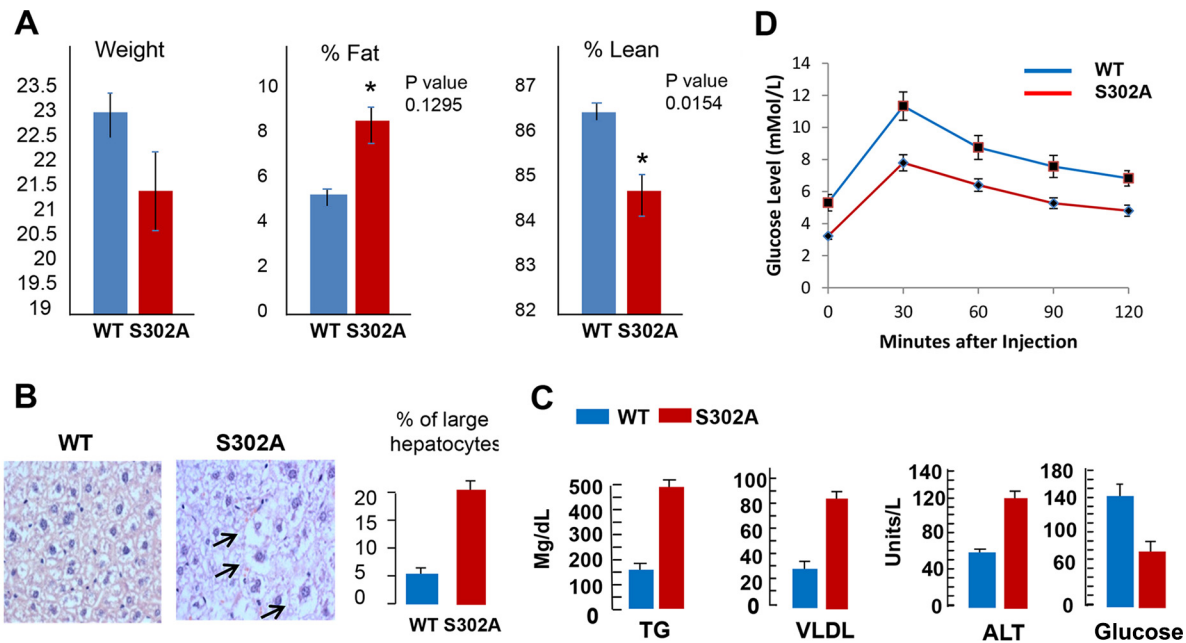 A
Weight
23.5
23
22.5
22
21.5
21
20.5
20
19.5
19
WT S302A
% Fat
10
8
6
4
2
0
*
P value
0.1295
WT S302A
% Lean
87
86
85
84
83
82
*
P value
0.0154
WT S302A
D
14
12
10
8
6
4
2
0
Glucose Level (mMol/L)
WT
S302A
0 30 60 90 120
Minutes after Injection
B
WT
S302A
% of large
hepatocytes
20
15
10
5
0
WT S302A
C
WT S302A
Mg/dL
500
400
300
200
100
0
TG
100
80
60
40
20
0
VLDL
Units/L
140
120
80
40
0
ALT
180
140
100
60
0
Glucose